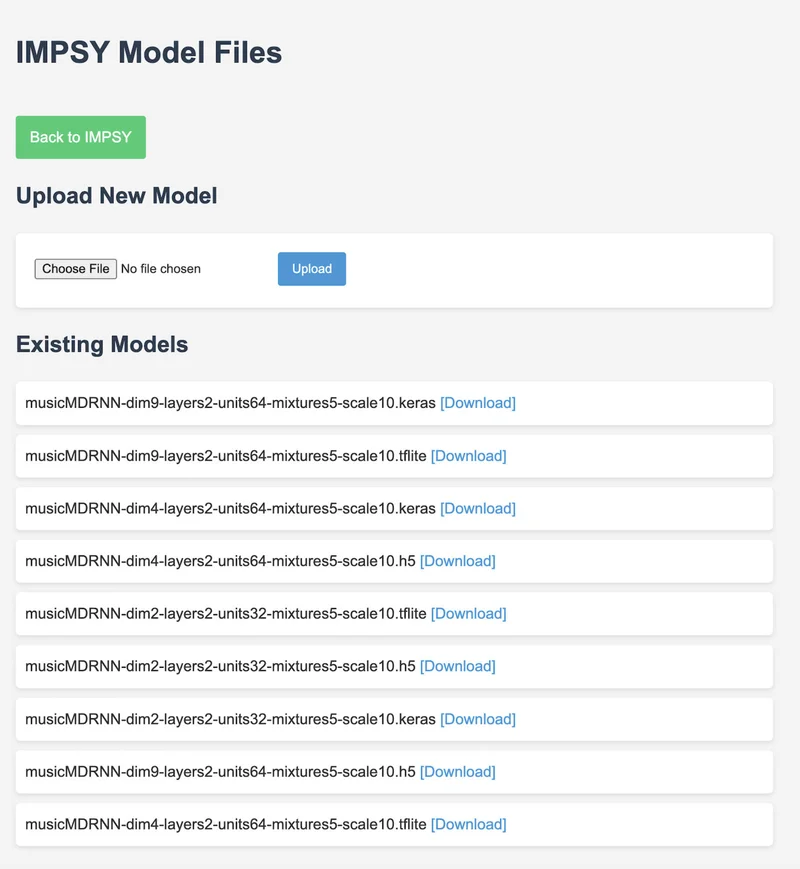 IMPSY Model Files
Back to IMPSY
Upload New Model
Choose File No file chosen Upload
Existing Models
musicMDRNN-dim9-layers2-units64-mixtures5-scale10.keras [Download]
musicMDRNN-dim9-layers2-units64-mixtures5-scale10.tflite [Download]
musicMDRNN-dim4-layers2-units64-mixtures5-scale10.keras [Download]
musicMDRNN-dim4-layers2-units64-mixtures5-scale10.h5 [Download]
musicMDRNN-dim2-layers2-units32-mixtures5-scale10.tflite [Download]
musicMDRNN-dim2-layers2-units32-mixtures5-scale10.h5 [Download]
musicMDRNN-dim2-layers2-units32-mixtures5-scale10.keras [Download]
musicMDRNN-dim9-layers2-units64-mixtures5-scale10.h5 [Download]
musicMDRNN-dim4-layers2-units64-mixtures5-scale10.tflite [Download]